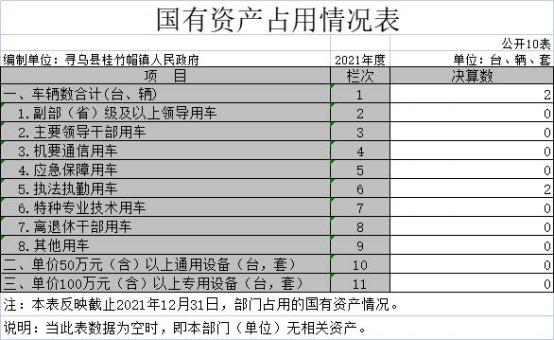 国有资产占用情况表
公开10表
编制单位：寻乌县桂竹帽镇人民政府 2021年度 单位：台、辆、套
项 目 栏次 决算数
一、车辆数合计(台、辆) 1 2
1.副部（省）级及以上领导用车 2 0
2.主要领导干部用车 3 0
3.机要通信用车 4 0
4.应急保障用车 5 0
5.执法执勤用车 6 2
6.特种专业技术用车 7 0
7.离退休干部用车 8 0
8.其他用车 9 0
二、单价50万元（含）以上通用设备（台，套） 10 0
三、单价100万元（含）以上专用设备（台，套） 11 0
注：本表反映截止2021年12月31日，部门占用的国有资产情况。
说明：当此表数据为空时，即本部门（单位）无相关资产。